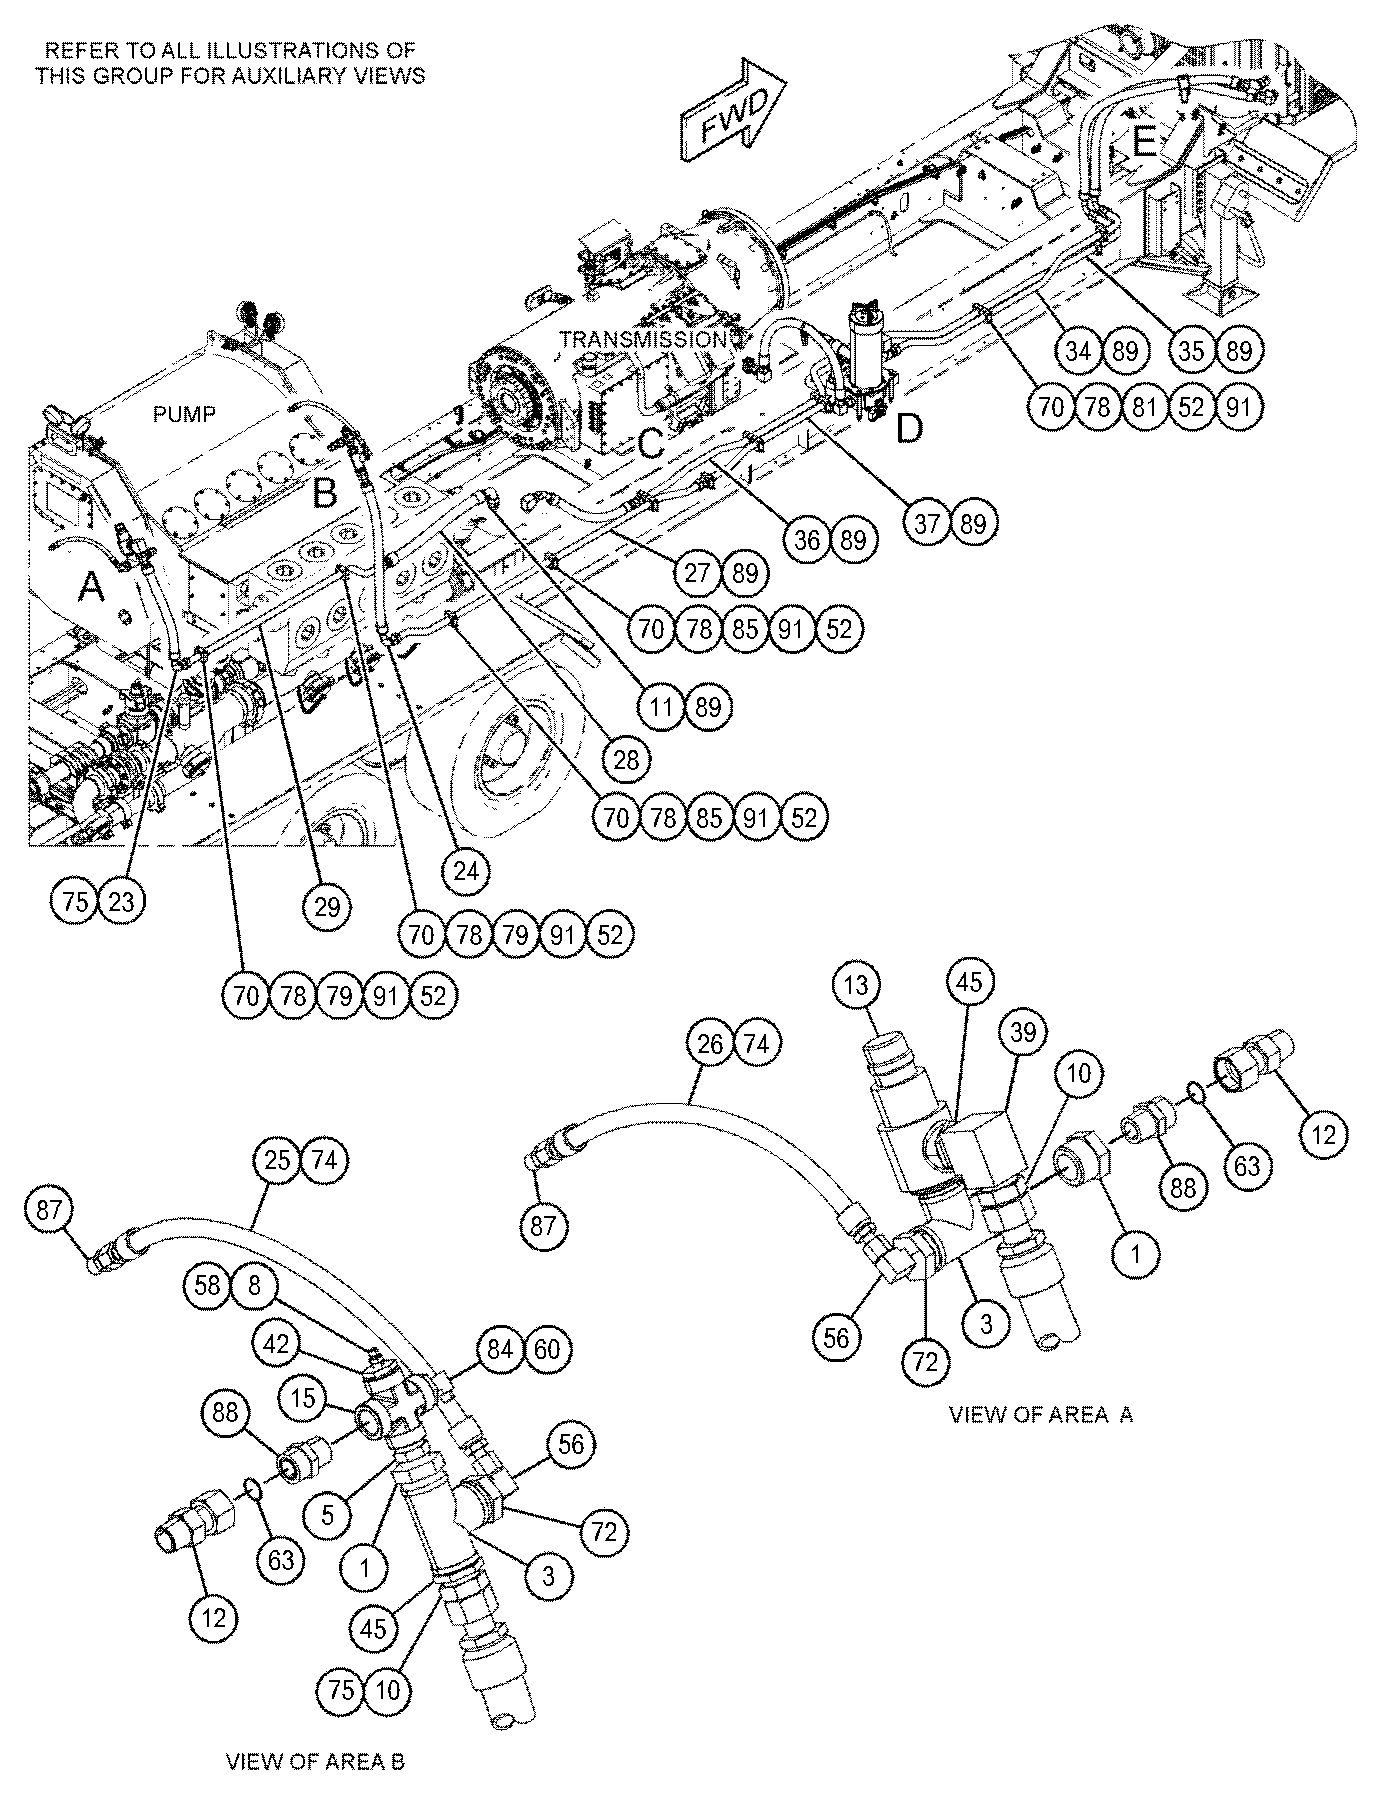 REFER TO ALL ILLUSTRATIONS OF
THIS GROUP FOR AUXILIARY VIEWS
FWD
E
TRANSMISSION
34 89
35 89
PUMP
70 78 81 52 91
D
C
B
37 89
36 89
27 89
A
70 78 85 91 52
11 89
28
70 78 85 91 52
24
75 23
29
70 78 79 91 52
70 78 79 91 52
13
45
39
26 74
10
12
63
88
87
1
3
56
72
VIEW OF AREA A
25 74
87
58 8
42
84 60
15
88
56
5
72
63
1
3
12
45
75 10
VIEW OF AREA B